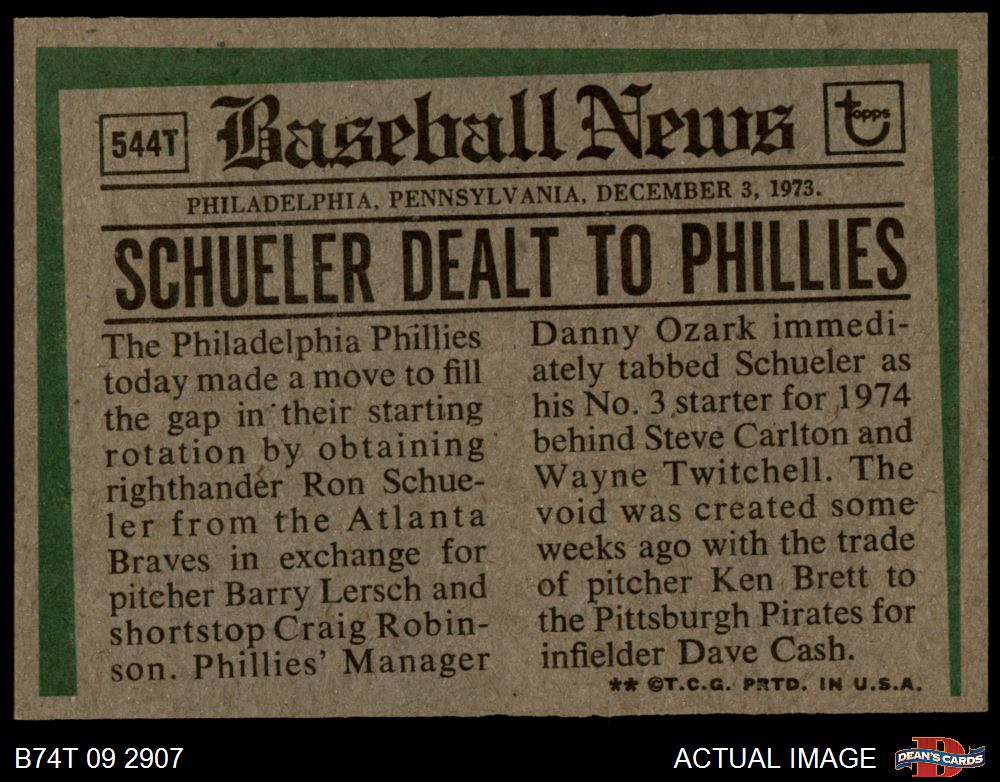 544T
Baseball News
topps
PHILADELPHIA, PENNSYLVANIA, DECEMBER 3, 1973.
SCHUELER DEALT TO PHILLIES
The Philadelphia Phillies
today made a move to fill
the gap in their starting
rotation by obtaining
righthander Ron Schue-
ler from the Atlanta
Braves in exchange for
pitcher Barry Lersch and
shortstop Craig Robin-
son. Phillies' Manager
Danny Ozark immedi-
ately tabbed Schueler as
his No. 3 starter for 1974
behind Steve Carlton and
Wayne Twitchell. The
void was created some
weeks ago with the trade
of pitcher Ken Brett to
the Pittsburgh Pirates for
infielder Dave Cash.
** ©T.C.G. PRTD. IN U.S.A.
B74T 09 2907
ACTUAL IMAGE
DEAN'S CARDS